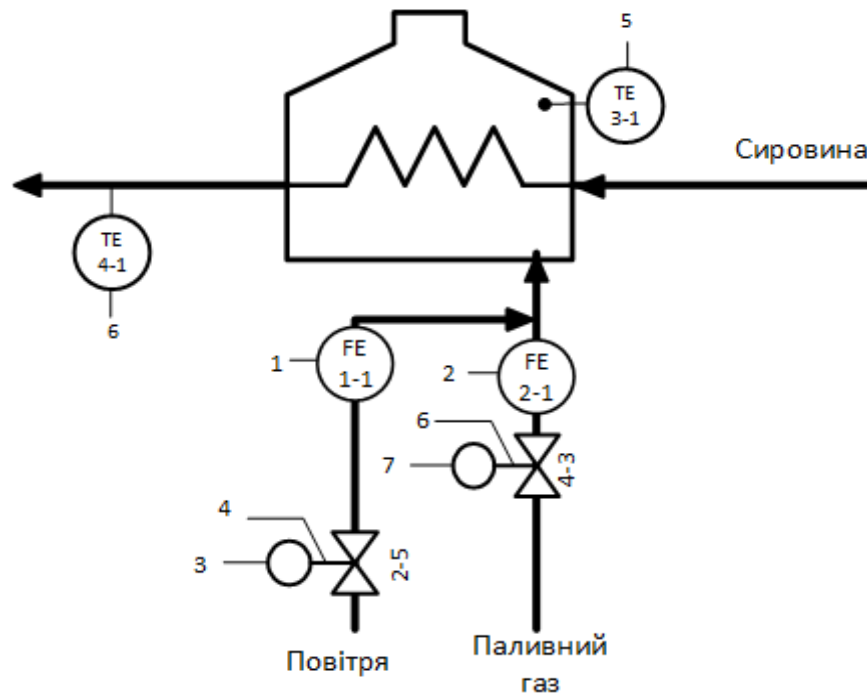 5
TE
3-1
Сировина
TE
4-1
6
1
FE
1-1
2
FE
2-1
6
7
4-3
4
3
2-5
Повітря
Паливний
газ